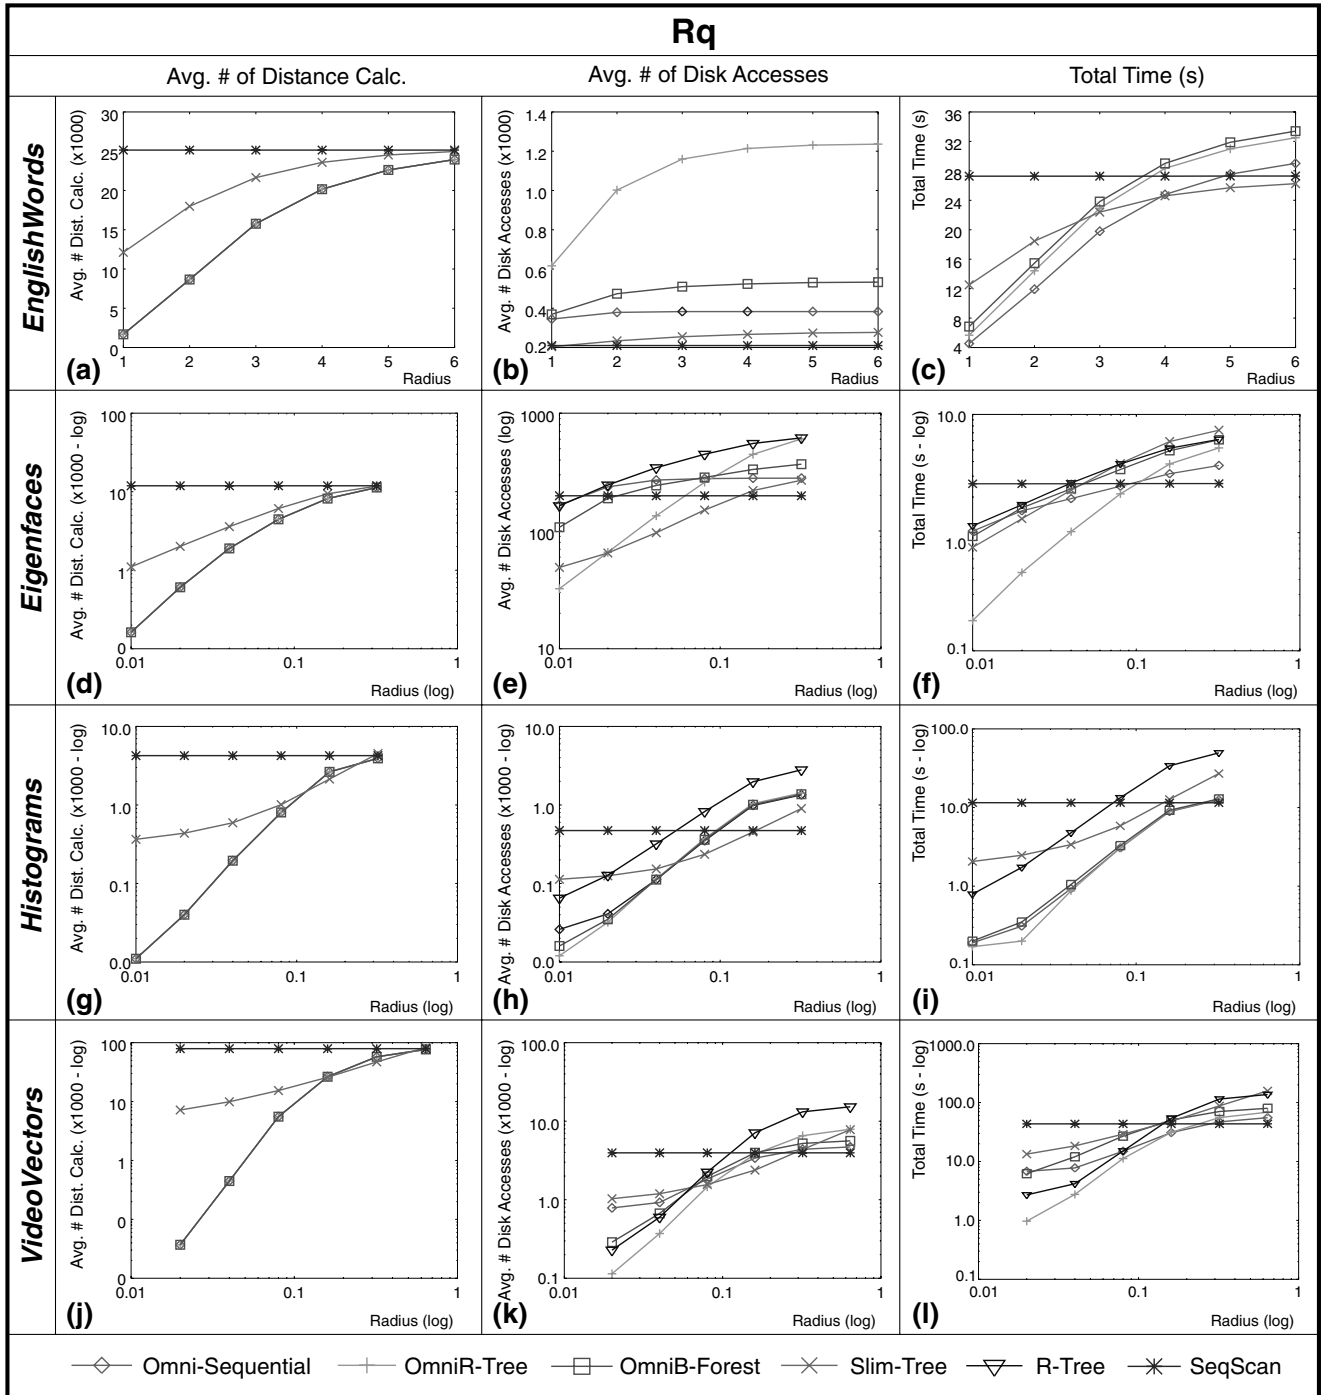 Rq
Avg. # of Distance Calc. Avg. # of Disk Accesses Total Time (s)
EnglishWords
Avg. # Dist. Calc. (x1000)
30
25
20
15
10
5
0
1 2 3 4 5 6
(a) Radius
Avg. # Disk Accesses (x1000)
1.4
1.2
1.0
0.8
0.6
0.4
0.2
1 2 3 4 5 6
(b) Radius
Total Time (s)
36
32
28
24
20
16
12
8
4
1 2 3 4 5 6
(c) Radius
Eigenfaces
Avg. # Dist. Calc. (x1000 - log)
100
10
1
0
0.01 0.1 1
(d) Radius (log)
Avg. # Disk Accesses (log)
1000
100
10
0.01 0.1 1
(e) Radius (log)
Total Time (s - log)
10.0
1.0
0.1
0.01 0.1 1
(f) Radius (log)
Histograms
Avg. # Dist. Calc. (x1000 - log)
10.0
1.0
0.1
0.0
0.01 0.1 1
(g) Radius (log)
Avg. # Disk Accesses (x1000 - log)
10.0
1.0
0.1
0.0
0.01 0.1 1
(h) Radius (log)
Total Time (s - log)
100.0
10.0
1.0
0.1
0.01 0.1 1
(i) Radius (log)
VideoVectors
Avg. # Dist. Calc. (x1000 - log)
100
10
1
0
0
0.01 0.1 1
(j) Radius (log)
Avg. # Disk Accesses (x1000 - log)
100.0
10.0
1.0
0.1
0.01 0.1 1
(k) Radius (log)
Total Time (s - log)
1000.0
100.0
10.0
1.0
0.1
0.01 0.1 1
(l) Radius (log)
Omni-Sequential OmniR-Tree OmniB-Forest Slim-Tree R-Tree SeqScan